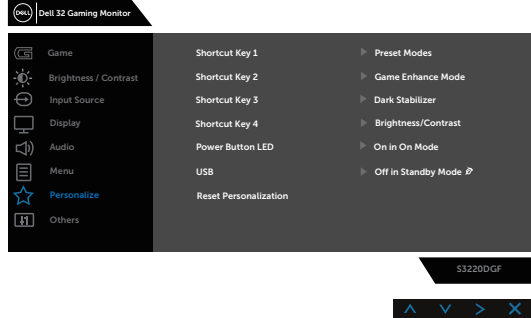 DELL Dell 32 Gaming Monitor
Game
Shortcut Key 1 Preset Modes
Brightness / Contrast Shortcut Key 2 Game Enhance Mode
Input Source Shortcut Key 3 Dark Stabilizer
Display Shortcut Key 4 Brightness/Contrast
Audio Power Button LED On in On Mode
Menu USB Off in Standby Mode
Personalize Reset Personalization
Others
S3220DGF